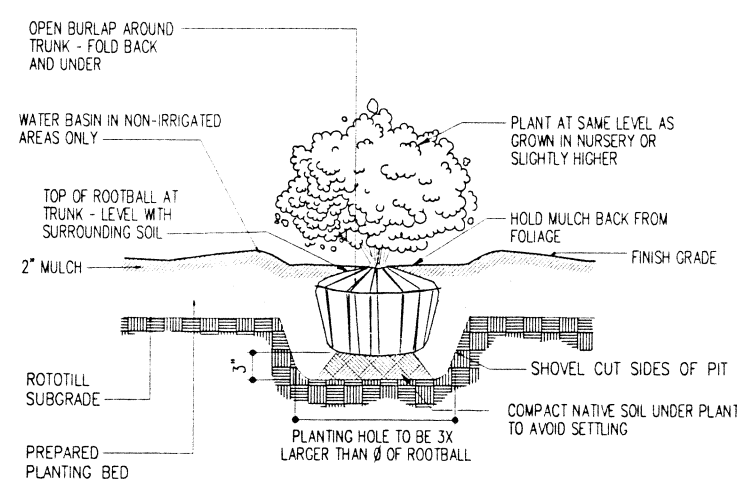 OPEN BURLAP AROUND
TRUNK - FOLD BACK
AND UNDER
WATER BASIN IN NON-IRRIGATED
AREAS ONLY
PLANT AT SAME LEVEL AS
GROWN IN NURSERY OR
SLIGHTLY HIGHER
TOP OF ROOTBALL AT
TRUNK - LEVEL WITH
SURROUNDING SOIL
HOLD MULCH BACK FROM
FOLIAGE
2" MULCH
FINISH GRADE
3"
SHOVEL CUT SIDES OF PIT
ROTOTILL
SUBGRADE
COMPACT NATIVE SOIL UNDER PLANT
TO AVOID SETTLING
PLANTING HOLE TO BE 3X
LARGER THAN Ø OF ROOTBALL
PREPARED
PLANTING BED